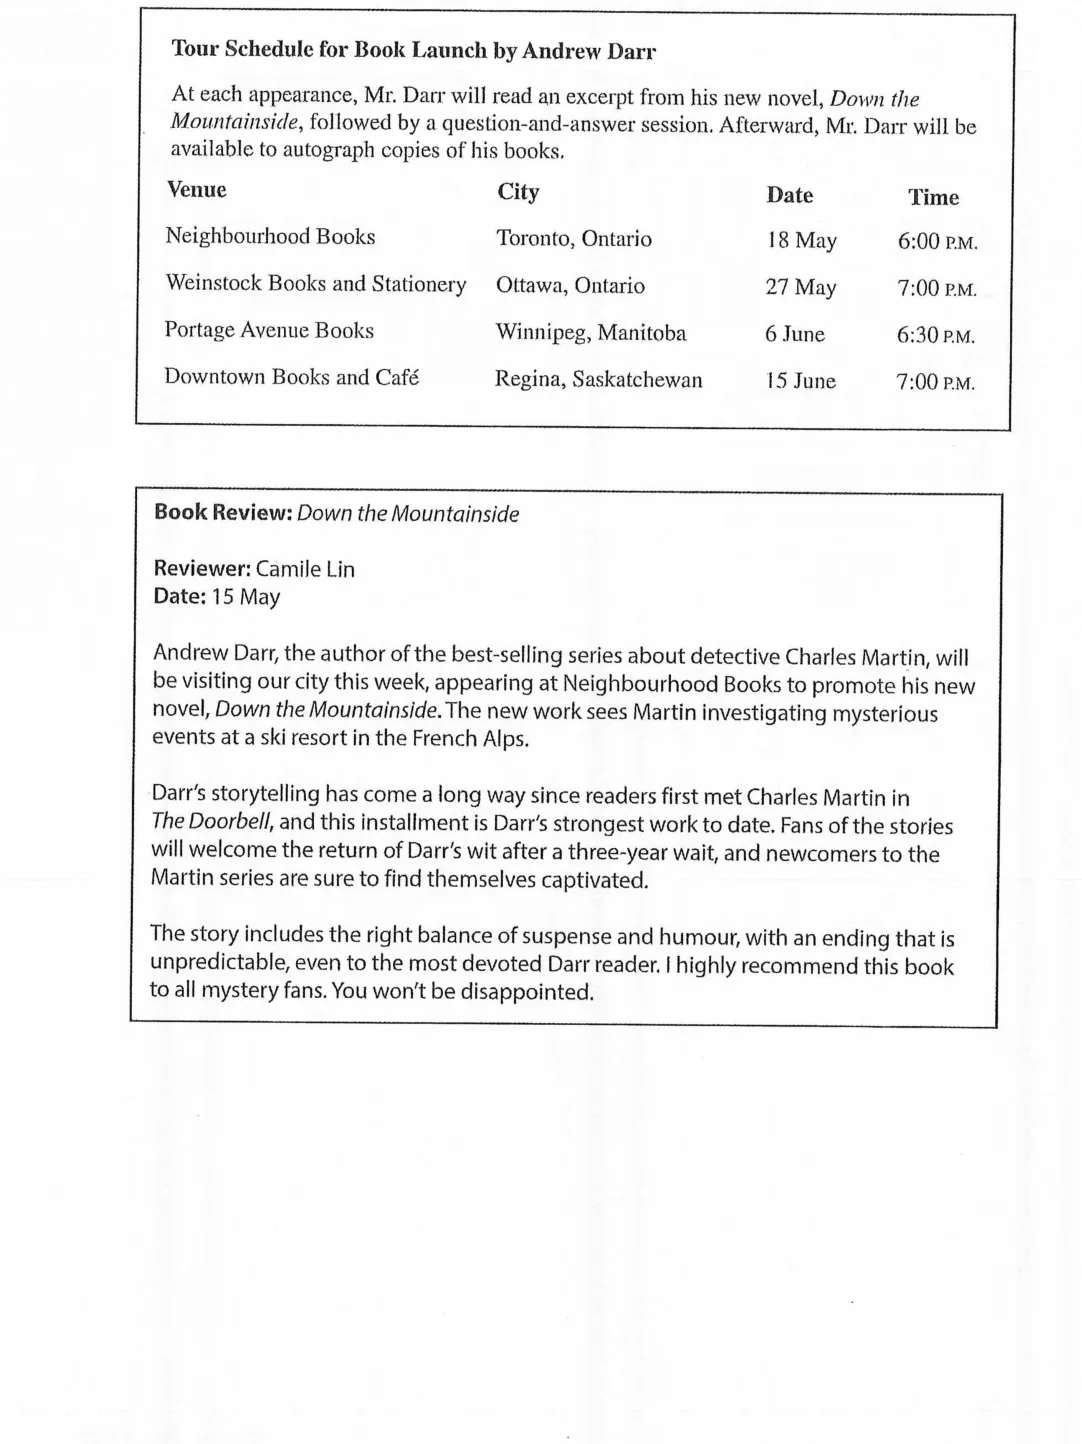 Tour Schedule for Book Launch by Andrew Darr
At each appearance, Mr. Darr will read an excerpt from his new novel, Down the
Mountainside, followed by a question-and-answer session. Afterward, Mr. Darr will be
available to autograph copies of his books.
Venue City Date Time
Neighbourhood Books Toronto, Ontario 18 May 6:00 P.M.
Weinstock Books and Stationery Ottawa, Ontario 27 May 7:00 P.M.
Portage Avenue Books Winnipeg, Manitoba 6 June 6:30 P.M.
Downtown Books and Café Regina, Saskatchewan 15 June 7:00 P.M.
Book Review: Down the Mountainside
Reviewer: Camile Lin
Date: 15 May
Andrew Darr, the author of the best-selling series about detective Charles Martin, will
be visiting our city this week, appearing at Neighbourhood Books to promote his new
novel, Down the Mountainside. The new work sees Martin investigating mysterious
events at a ski resort in the French Alps.
Darr's storytelling has come a long way since readers first met Charles Martin in
The Doorbell, and this installment is Darr's strongest work to date. Fans of the stories
will welcome the return of Darr's wit after a three-year wait, and newcomers to the
Martin series are sure to find themselves captivated.
The story includes the right balance of suspense and humour, with an ending that is
unpredictable, even to the most devoted Darr reader. I highly recommend this book
to all mystery fans. You won't be disappointed.